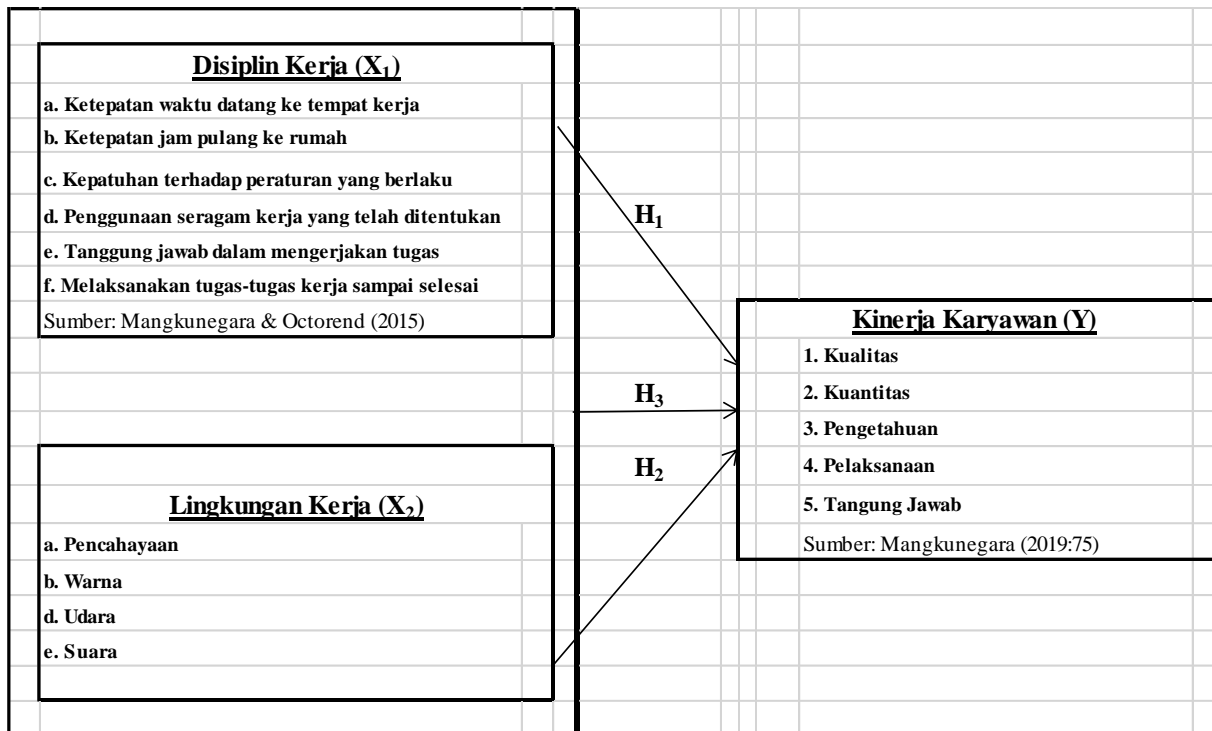 Disiplin Kerja (X₁)
a. Ketepatan waktu datang ke tempat kerja
b. Ketepatan jam pulang ke rumah
c. Kepatuhan terhadap peraturan yang berlaku
d. Penggunaan seragam kerja yang telah ditentukan
e. Tanggung jawab dalam mengerjakan tugas
f. Melaksanakan tugas-tugas kerja sampai selesai
Sumber: Mangkunegara & Octorend (2015)
Lingkungan Kerja (X₂)
a. Pencahayaan
b. Warna
d. Udara
e. Suara
H₁
H₃
H₂
Kinerja Karyawan (Y)
1. Kualitas
2. Kuantitas
3. Pengetahuan
4. Pelaksanaan
5. Tangung Jawab
Sumber: Mangkunegara (2019:75)